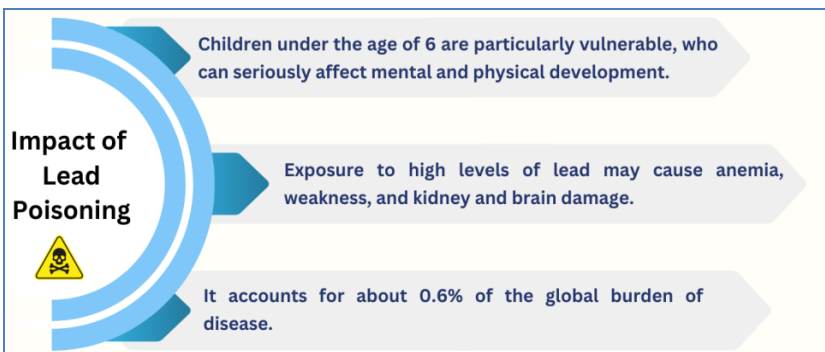 Impact of
Lead
Poisoning
Children under the age of 6 are particularly vulnerable, who
can seriously affect mental and physical development.
Exposure to high levels of lead may cause anemia,
weakness, and kidney and brain damage.
It accounts for about 0.6% of the global burden of
disease.